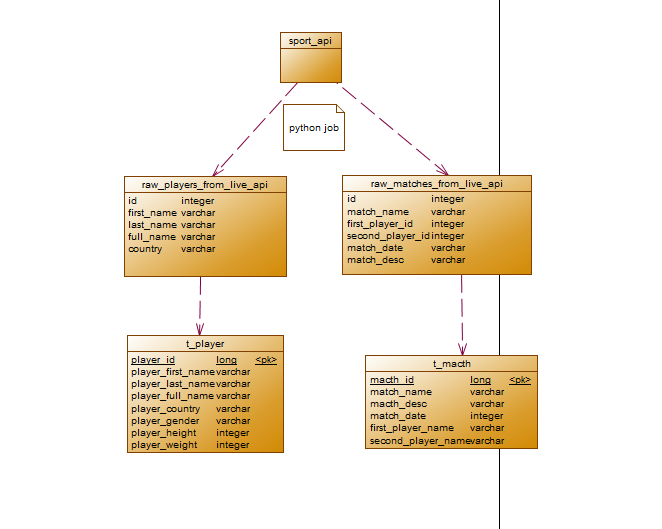 sport_api
python job
raw_players_from_live_api
id integer
first_name varchar
last_name varchar
full_name varchar
country varchar
raw_matches_from_live_api
id integer
match_name varchar
first_player_id integer
second_player_id integer
match_date varchar
match_desc varchar
t_player
player_id long <pk>
player_first_name varchar
player_last_name varchar
player_full_name varchar
player_country varchar
player_gender varchar
player_height integer
player_weight integer
t_macth
macth_id long <pk>
match_name varchar
macth_desc varchar
match_date integer
first_player_name varchar
second_player_name varchar